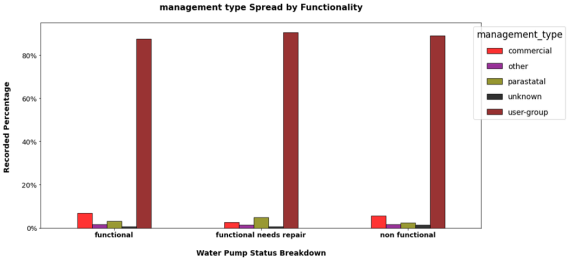 management type Spread by Functionality
management_type
commercial
other
parastatal
unknown
user-group
Recorded Percentage
80%
60%
40%
20%
0%
functional
functional needs repair
non functional
Water Pump Status Breakdown